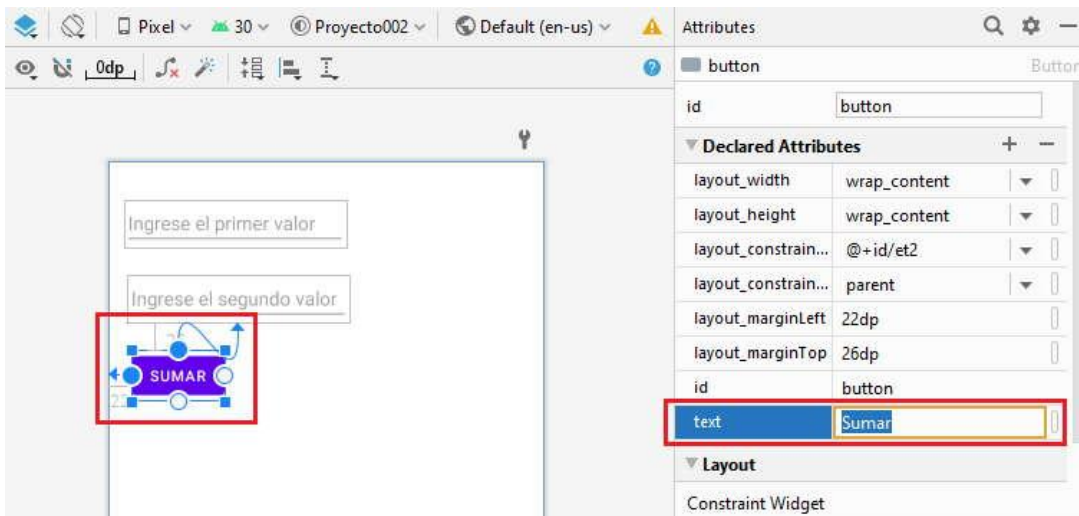 Pixel 30 Proyecto002 Default (en-us) Attributes
0dp button Button
id button
Declared Attributes
layout_width wrap_content
layout_height wrap_content
Ingrese el primer valor
layout_constrain... @+id/et2
layout_constrain... parent
Ingrese el segundo valor
layout_marginLeft 22dp
layout_marginTop 26dp
SUMAR
id button
text Sumar
Layout
Constraint Widget